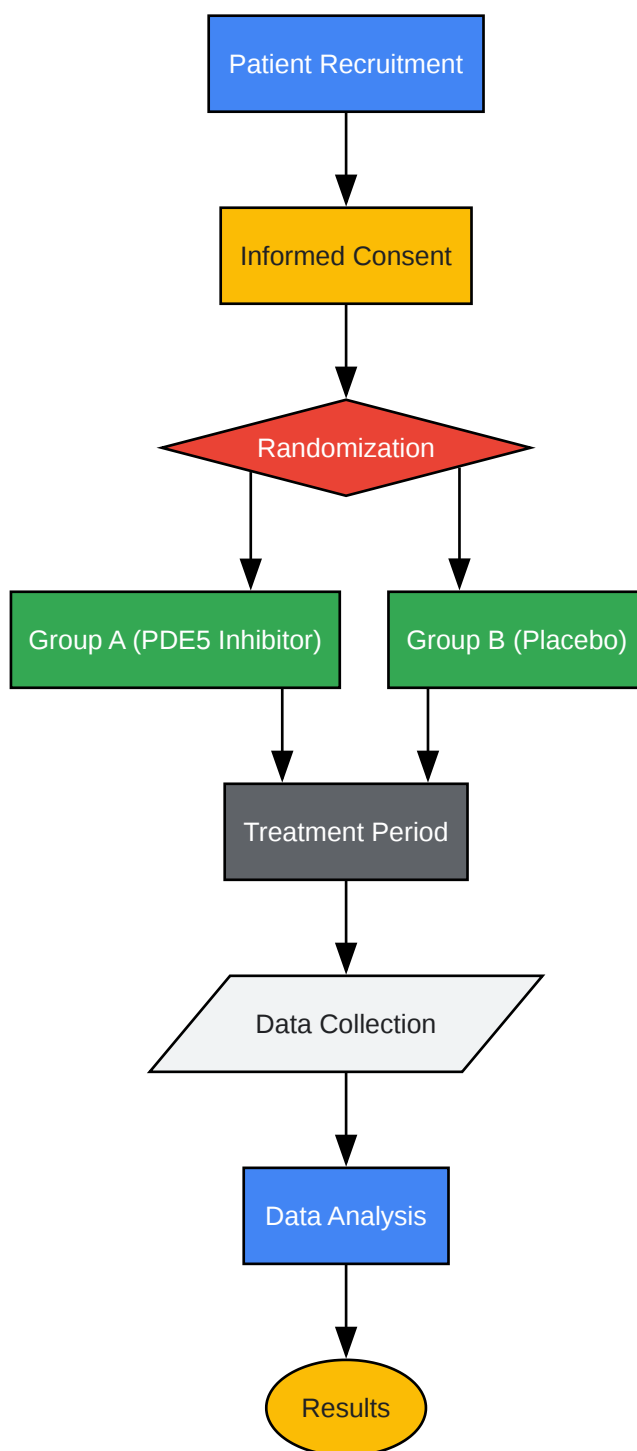 Patient Recruitment
Informed Consent
Randomization
Group A (PDE5 Inhibitor)
Group B (Placebo)
Treatment Period
Data Collection
Data Analysis
Results